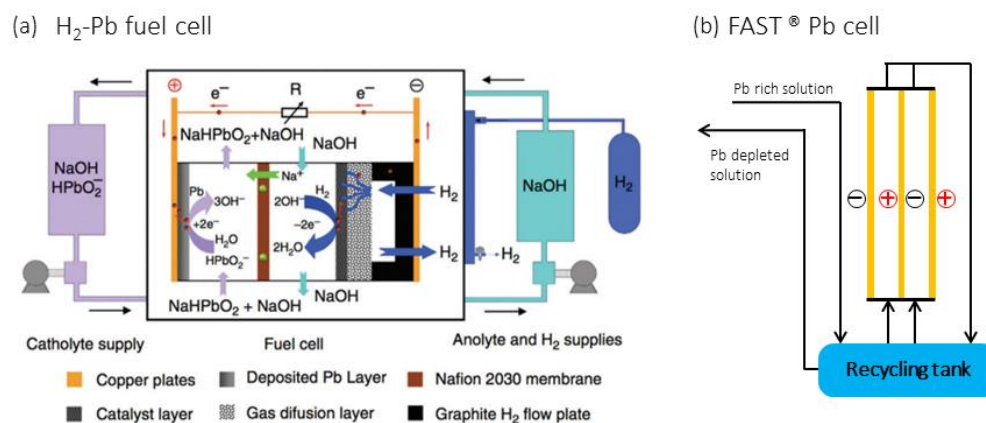 (a) H₂-Pb fuel cell
R
e⁻
e⁻
NaHPbO₂+NaOH
NaOH
Na⁺
Pb
3OH⁻
+2e⁻
H₂O
HPbO₂⁻
2OH⁻
H₂
−2e⁻
2H₂O
NaOH
HPbO₂⁻
NaOH
H₂
H₂
H₂
H₂
NaHPbO₂ + NaOH
NaOH
Catholyte supply
Fuel cell
Anolyte and H₂ supplies
Copper plates
Deposited Pb Layer
Nafion 2030 membrane
Catalyst layer
Gas difusion layer
Graphite H₂ flow plate
(b) FAST ® Pb cell
Pb rich solution
Pb depleted
solution
Recycling tank